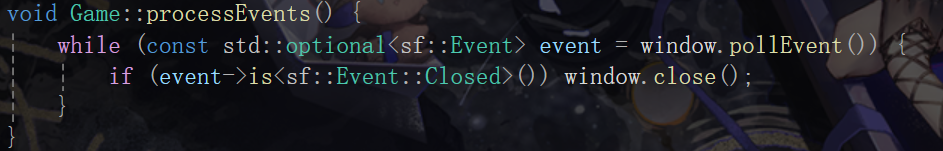 void Game::processEvents() {
    while (const std::optional<sf::Event> event = window.pollEvent()) {
        if (event->is<sf::Event::Closed>()) window.close();
    }
}